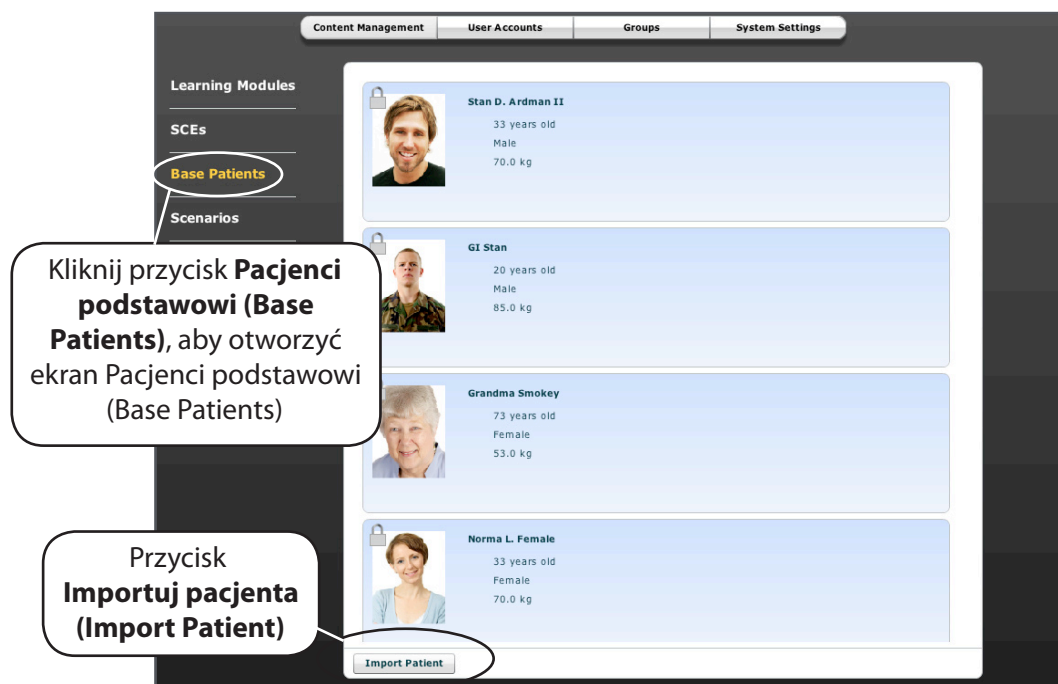 Content Management
User Accounts
Groups
System Settings
Learning Modules
SCEs
Base Patients
Scenarios
Kliknij przycisk Pacjenci
podstawowi (Base
Patients), aby otworzyć
ekran Pacjenci podstawowi
(Base Patients)
Przycisk
Importuj pacjenta
(Import Patient)
Stan D. Ardman II
33 years old
Male
70.0 kg
GI Stan
20 years old
Male
85.0 kg
Grandma Smokey
73 years old
Female
53.0 kg
Norma L. Female
33 years old
Female
70.0 kg
Import Patient